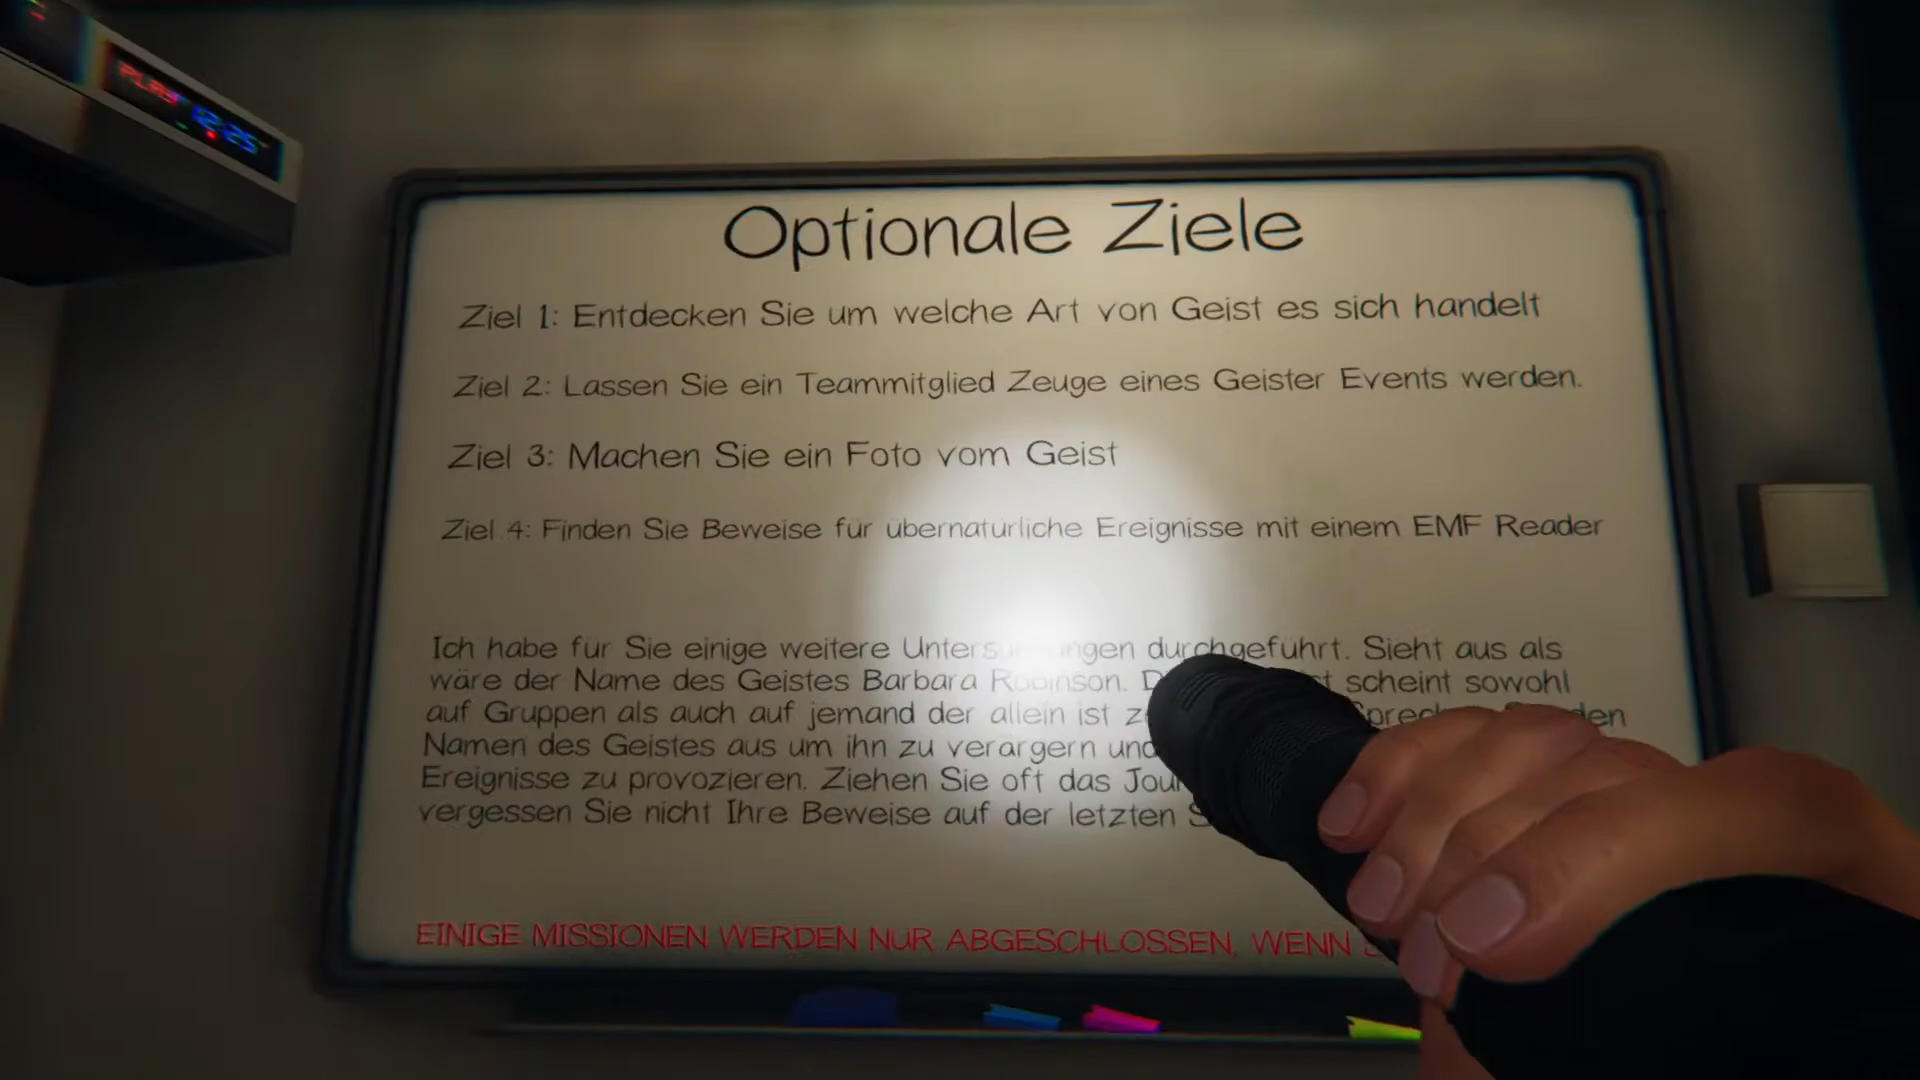 PLAY 12:25
Optionale Ziele
Ziel 1: Entdecken Sie um welche Art von Geist es sich handelt
Ziel 2: Lassen Sie ein Teammitglied Zeuge eines Geister Events werden.
Ziel 3: Machen Sie ein Foto vom Geist
Ziel 4: Finden Sie Beweise für übernatürliche Ereignisse mit einem EMF Reader
Ich habe für Sie einige weitere durchgeführt. Sieht aus als
wäre der Name des Geistes Barbara Robinson. scheint sowohl
auf Gruppen als auch auf jemand der allein ist
Namen des Geistes aus um ihn zu verärgern und
Ereignisse zu provozieren. Ziehen Sie oft das
vergessen Sie nicht Ihre Beweise auf der letzten
EINIGE MISSIONEN WERDEN NUR ABGESCHLOSSEN, WENN